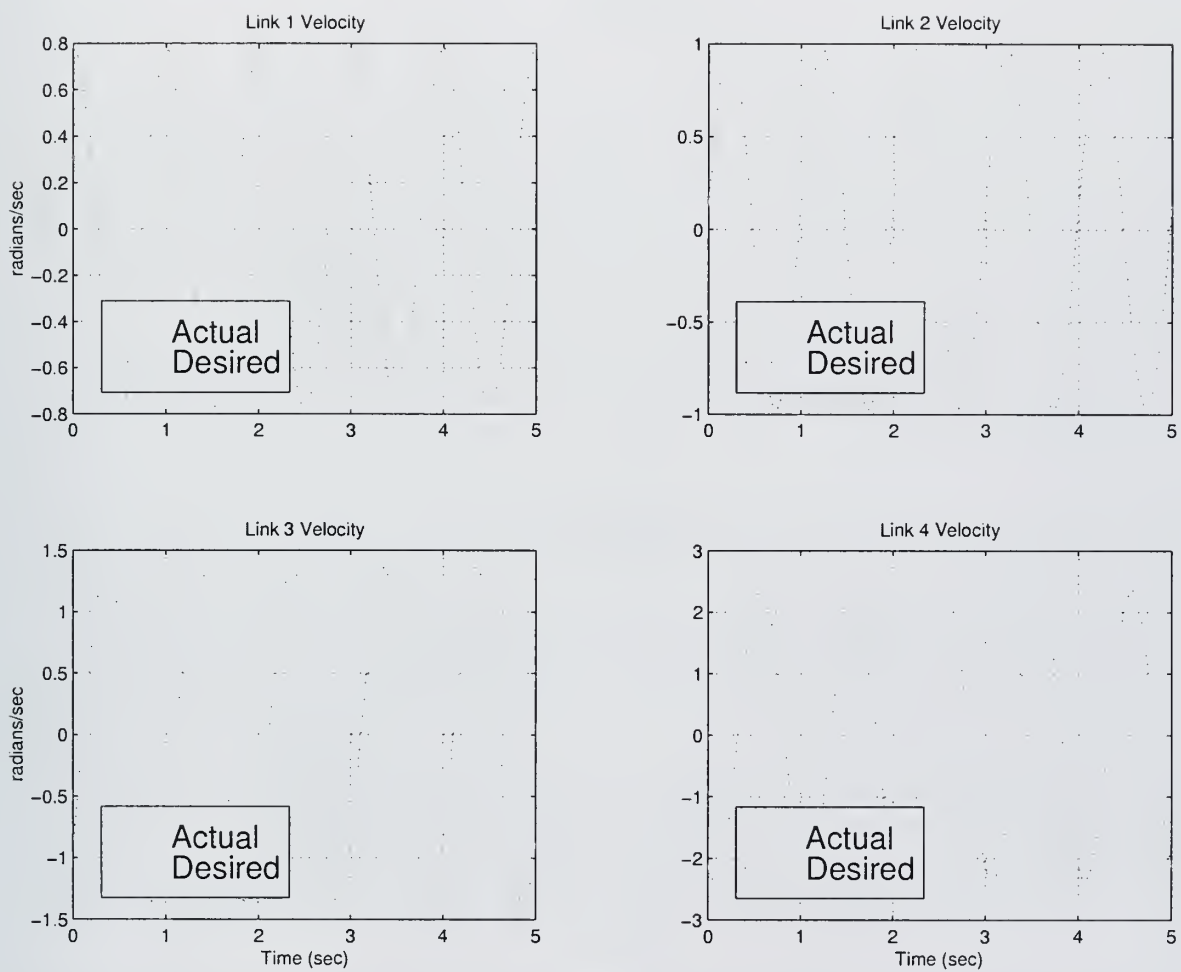 Link 1 Velocity
radians/sec
0.8
0.6
0.4
0.2
0
−0.2
−0.4
−0.6
−0.8
Actual
Desired
0 1 2 3 4 5
Link 2 Velocity
1
0.5
0
−0.5
−1
Actual
Desired
0 1 2 3 4 5
Link 3 Velocity
radians/sec
1.5
1
0.5
0
−0.5
−1
−1.5
Actual
Desired
0 1 2 3 4 5
Time (sec)
Link 4 Velocity
3
2
1
0
−1
−2
−3
Actual
Desired
0 1 2 3 4 5
Time (sec)